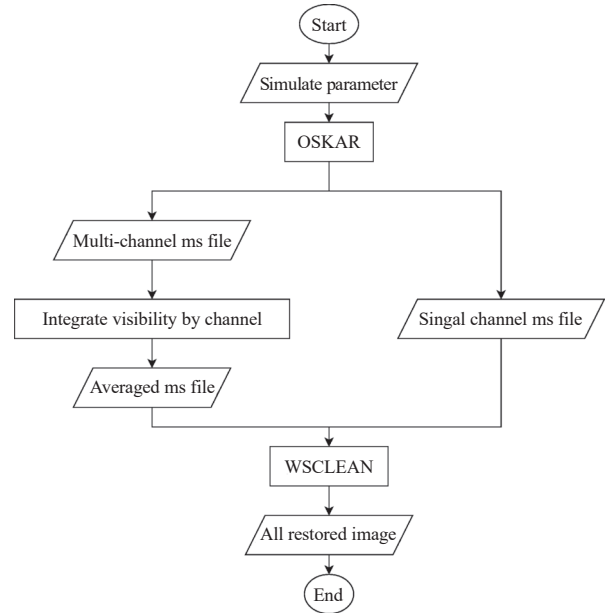 Start
Simulate parameter
OSKAR
Multi-channel ms file
Integrate visibility by channel
Singal channel ms file
Averaged ms file
WSCLEAN
All restored image
End